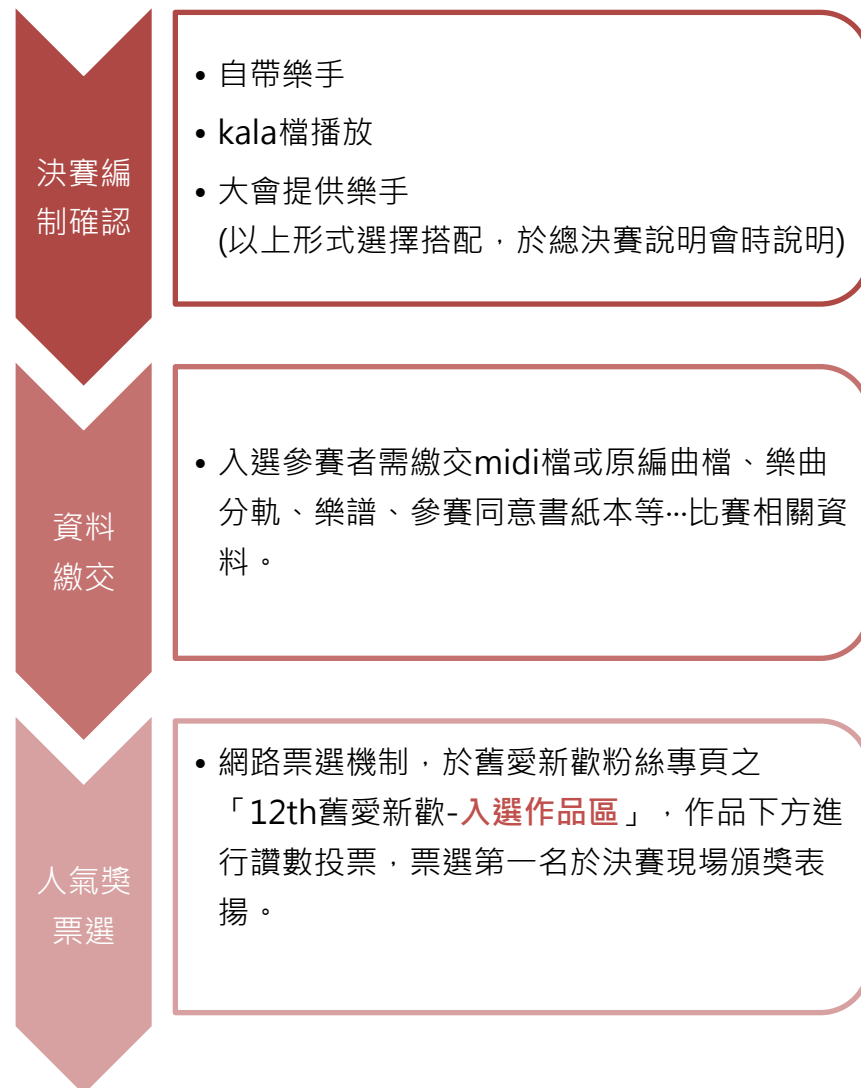 決賽編
制確認
• 自帶樂手
• kala檔播放
• 大會提供樂手
(以上形式選擇搭配，於總決賽說明會時說明)
資料
繳交
• 入選參賽者需繳交midi檔或原編曲檔、樂曲
分軌、樂譜、參賽同意書紙本等…比賽相關資
料。
人氣獎
票選
• 網路票選機制，於舊愛新歡粉絲專頁之
「12th舊愛新歡-入選作品區」，作品下方進
行讚數投票，票選第一名於決賽現場頒獎表
揚。